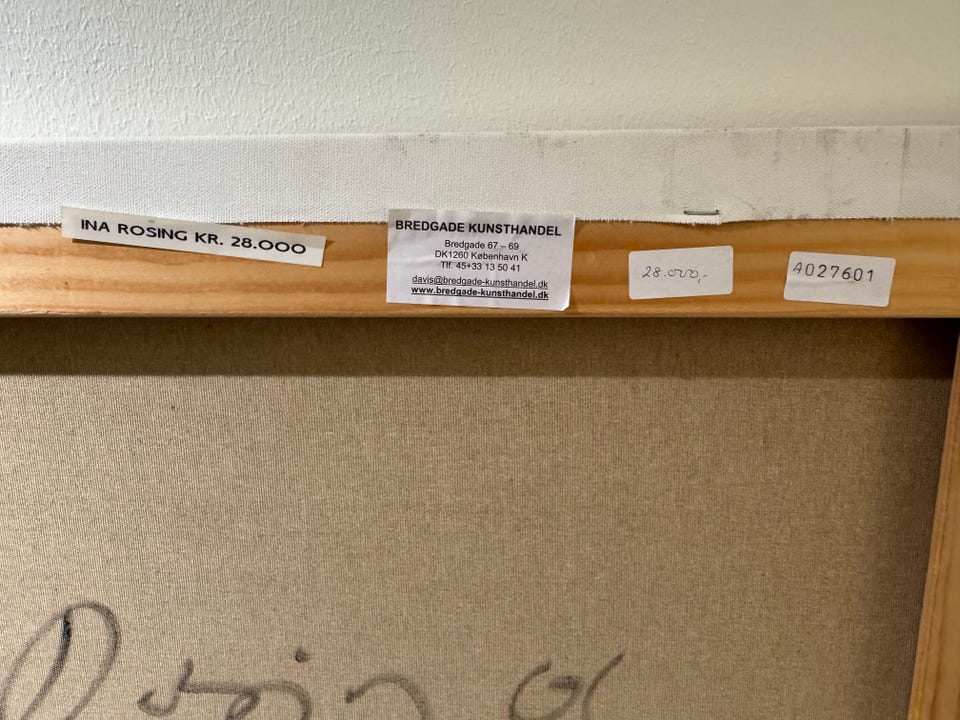 INA ROSING KR. 28.000
BREDGADE KUNSTHANDEL
Bredgade 67 – 69
DK1260 København K
Tlf. 45+33 13 50 41
davis@bredgade-kunsthandel.dk
www.bredgade-kunsthandel.dk
28.000,-
A027601